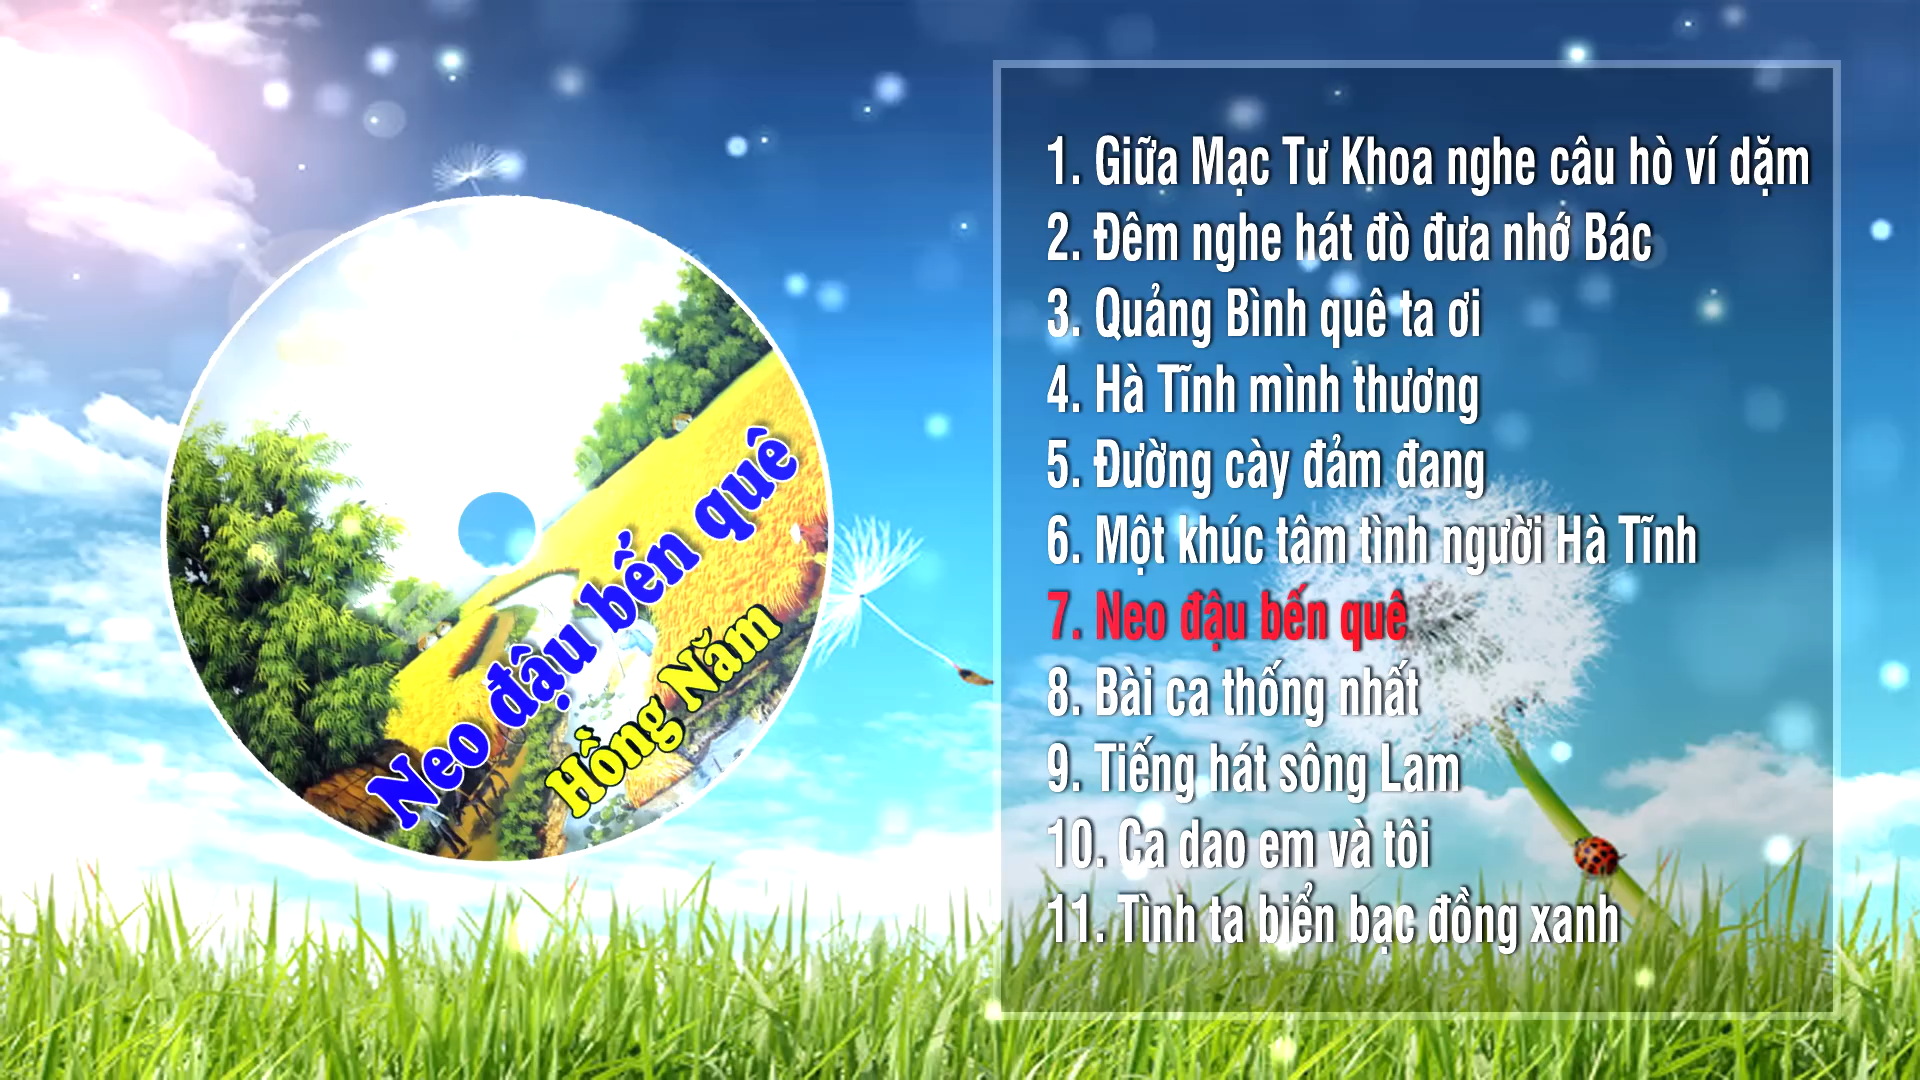 Neo đậu bến quê
Hồng Năm
1. Giữa Mạc Tư Khoa nghe câu hò ví dặm
2. Đêm nghe hát đò đưa nhớ Bác
3. Quảng Bình quê ta ơi
4. Hà Tĩnh mình thương
5. Đường cày đảm đang
6. Một khúc tâm tình người Hà Tĩnh
7. Neo đậu bến quê
8. Bài ca thống nhất
9. Tiếng hát sông Lam
10. Ca dao em và tôi
11. Tình ta biển bạc đồng xanh